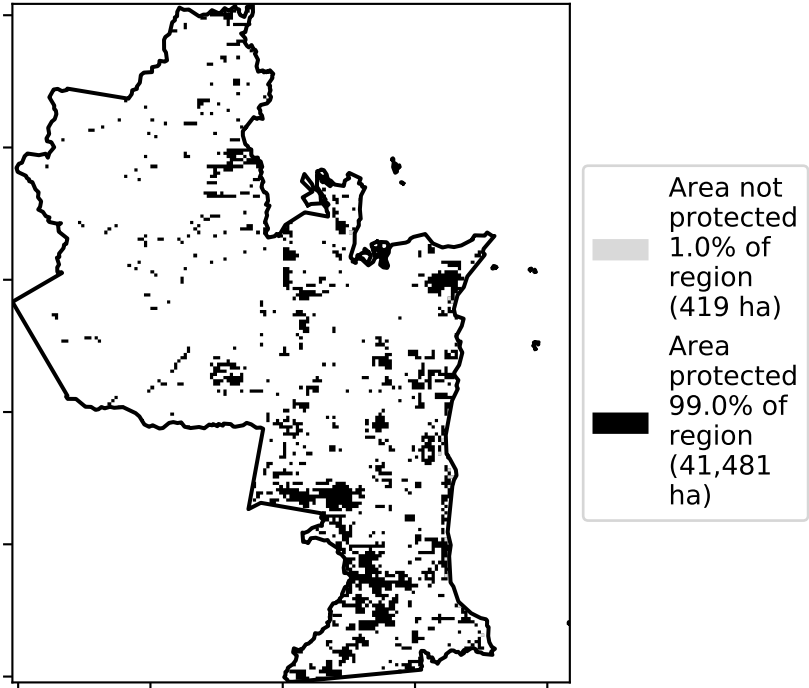 Area not
protected
1.0% of
region
(419 ha)
Area
protected
99.0% of
region
(41,481
ha)